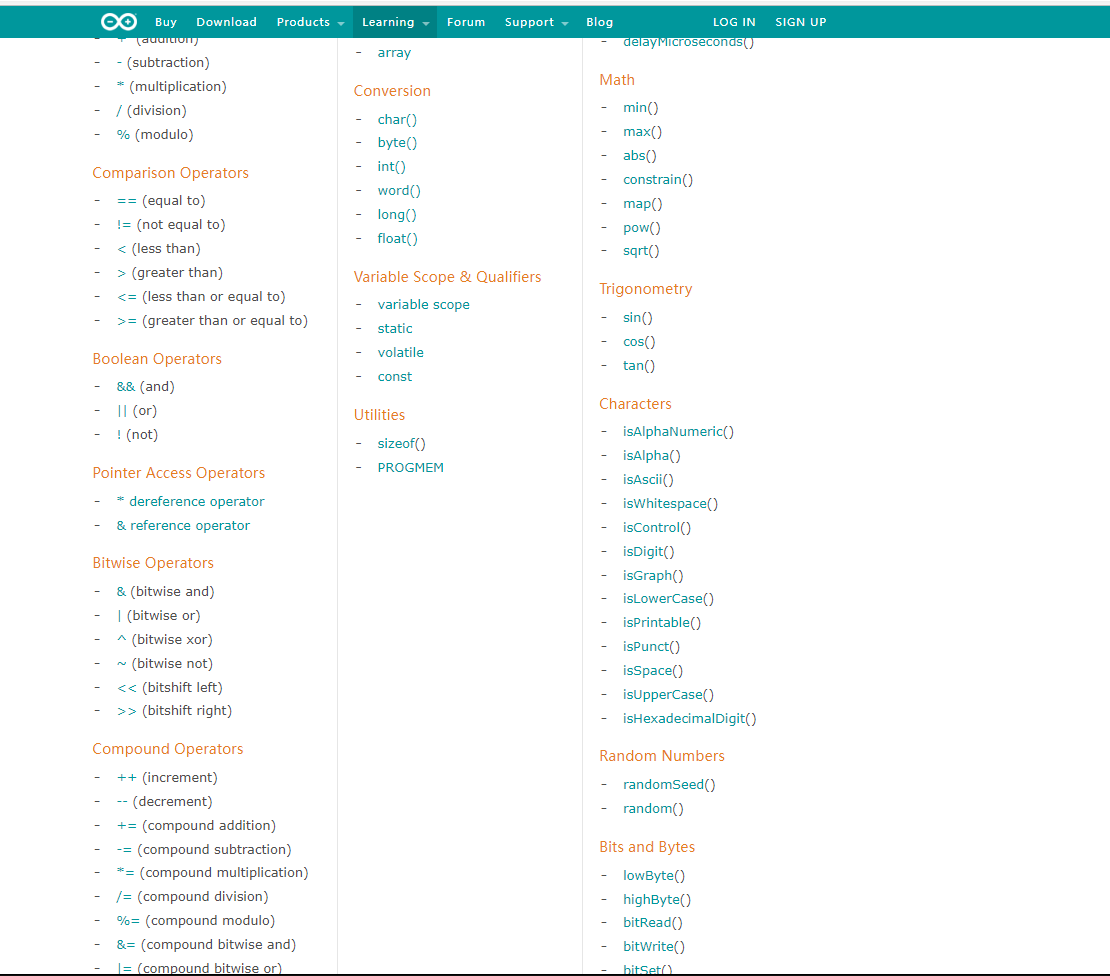 Buy Download Products Learning Forum Support Blog LOG IN SIGN UP
- + (addition)
- - (subtraction)
- * (multiplication)
- / (division)
- % (modulo)
Comparison Operators
- == (equal to)
- != (not equal to)
- < (less than)
- > (greater than)
- <= (less than or equal to)
- >= (greater than or equal to)
Boolean Operators
- && (and)
- || (or)
- ! (not)
Pointer Access Operators
- * dereference operator
- & reference operator
Bitwise Operators
- & (bitwise and)
- | (bitwise or)
- ^ (bitwise xor)
- ~ (bitwise not)
- << (bitshift left)
- >> (bitshift right)
Compound Operators
- ++ (increment)
- -- (decrement)
- += (compound addition)
- -= (compound subtraction)
- *= (compound multiplication)
- /= (compound division)
- %= (compound modulo)
- &= (compound bitwise and)
- |= (compound bitwise or)
- array
Conversion
- char()
- byte()
- int()
- word()
- long()
- float()
Variable Scope & Qualifiers
- variable scope
- static
- volatile
- const
Utilities
- sizeof()
- PROGMEM
- delayMicroseconds()
Math
- min()
- max()
- abs()
- constrain()
- map()
- pow()
- sqrt()
Trigonometry
- sin()
- cos()
- tan()
Characters
- isAlphaNumeric()
- isAlpha()
- isAscii()
- isWhitespace()
- isControl()
- isDigit()
- isGraph()
- isLowerCase()
- isPrintable()
- isPunct()
- isSpace()
- isUpperCase()
- isHexadecimalDigit()
Random Numbers
- randomSeed()
- random()
Bits and Bytes
- lowByte()
- highByte()
- bitRead()
- bitWrite()
- bitSet()